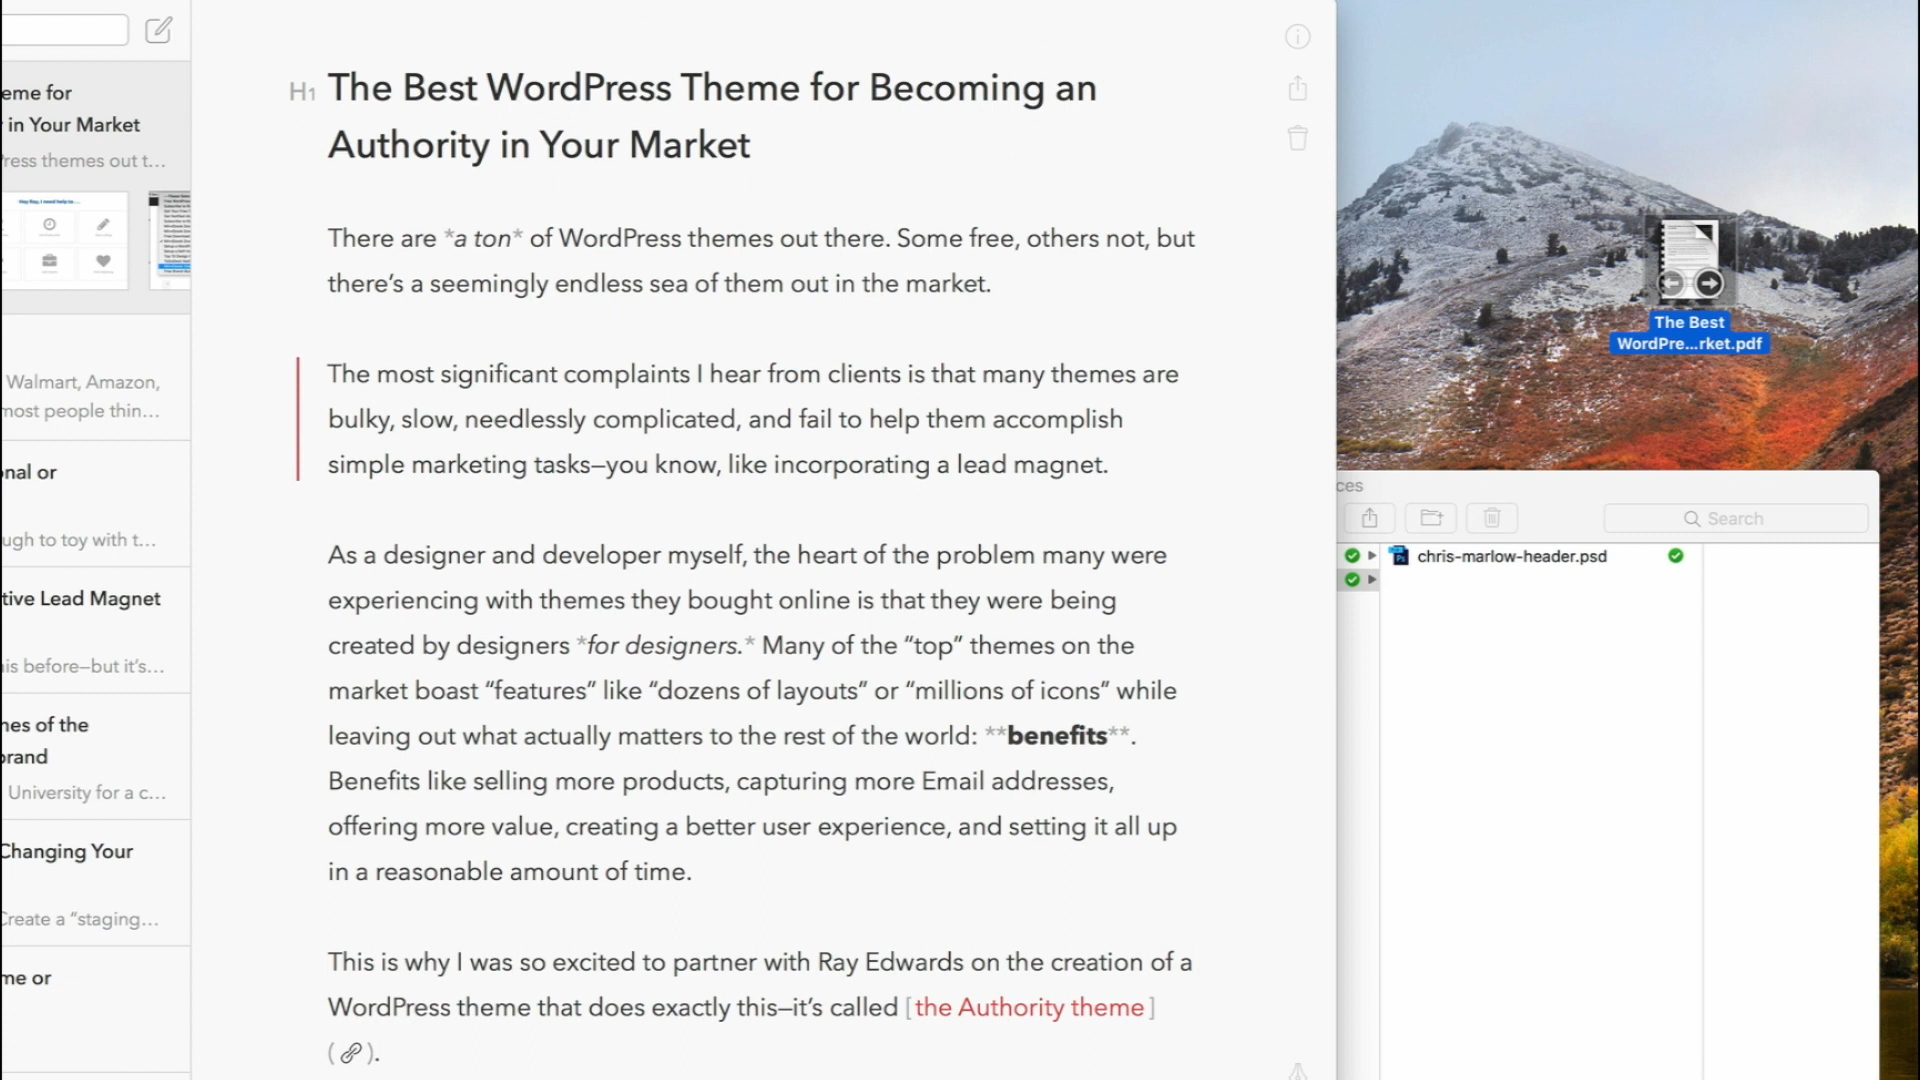 eme for
in Your Market
ress themes out t...
Hey Ray, I need help to ...
Walmart, Amazon,
most people thin...
onal or
ugh to toy with t...
tive Lead Magnet
is before—but it's...
nes of the
brand
University for a c...
Changing Your
Create a “staging...
me or
H1 The Best WordPress Theme for Becoming an
Authority in Your Market
There are *a ton* of WordPress themes out there. Some free, others not, but
there’s a seemingly endless sea of them out in the market.
The most significant complaints I hear from clients is that many themes are
bulky, slow, needlessly complicated, and fail to help them accomplish
simple marketing tasks—you know, like incorporating a lead magnet.
As a designer and developer myself, the heart of the problem many were
experiencing with themes they bought online is that they were being
created by designers *for designers.* Many of the “top” themes on the
market boast “features” like “dozens of layouts” or “millions of icons” while
leaving out what actually matters to the rest of the world: **benefits**.
Benefits like selling more products, capturing more Email addresses,
offering more value, creating a better user experience, and setting it all up
in a reasonable amount of time.
This is why I was so excited to partner with Ray Edwards on the creation of a
WordPress theme that does exactly this—it’s called [the Authority theme]
( ).
The Best
WordPre...rket.pdf
ces
Search
Ps chris-marlow-header.psd